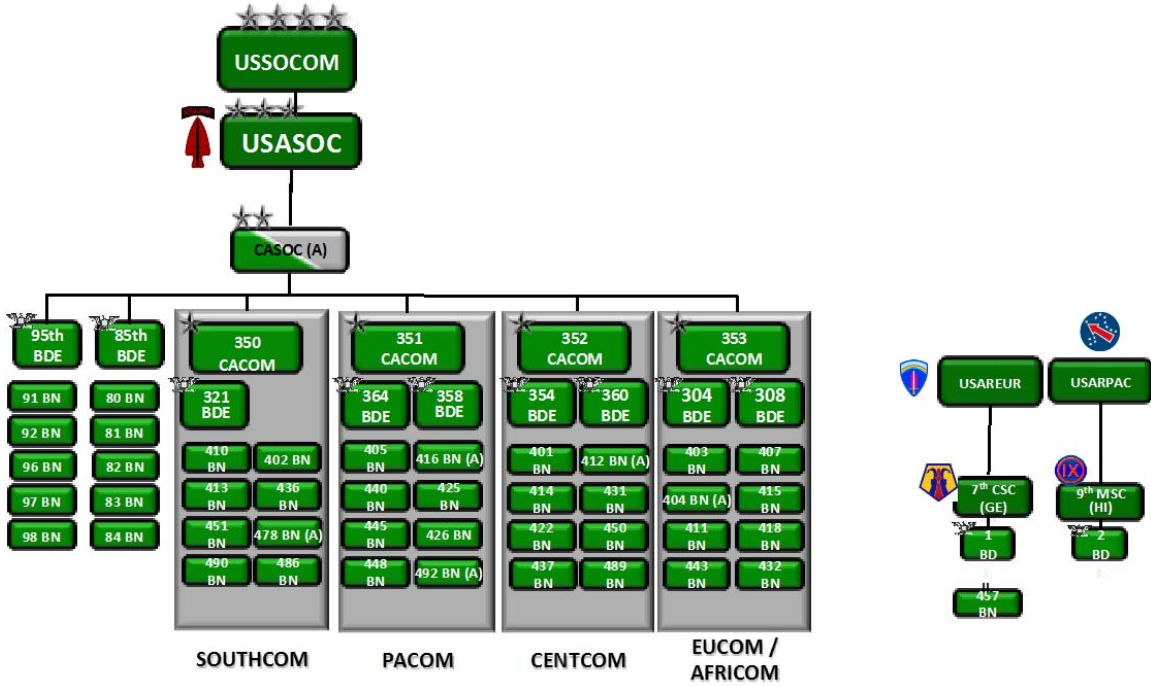 USSOCOM
USASOC
CASOC (A)
95th
BDE
91 BN
92 BN
96 BN
97 BN
98 BN
85th
BDE
80 BN
81 BN
82 BN
83 BN
84 BN
350
CACOM
321
BDE
410
BN
402 BN
413
BN
436
BN
451
BN
478 BN (A)
490
BN
486
BN
SOUTHCOM
351
CACOM
364
BDE
358
BDE
405
BN
416 BN (A)
440
BN
425
BN
445
BN
426 BN
448
BN
492 BN (A)
PACOM
352
CACOM
354
BDE
360
BDE
401
BN
412 BN (A)
414
BN
431
BN
422
BN
450
BN
437
BN
489
BN
CENTCOM
353
CACOM
304
BDE
308
BDE
403
BN
407
BN
404 BN (A)
415
BN
411
BN
418
BN
443
BN
432
BN
EUCOM /
AFRICOM
USAREUR
7th CSC
(GE)
1
BD
457
BN
USARPAC
IX
9th MSC
(HI)
2
BD